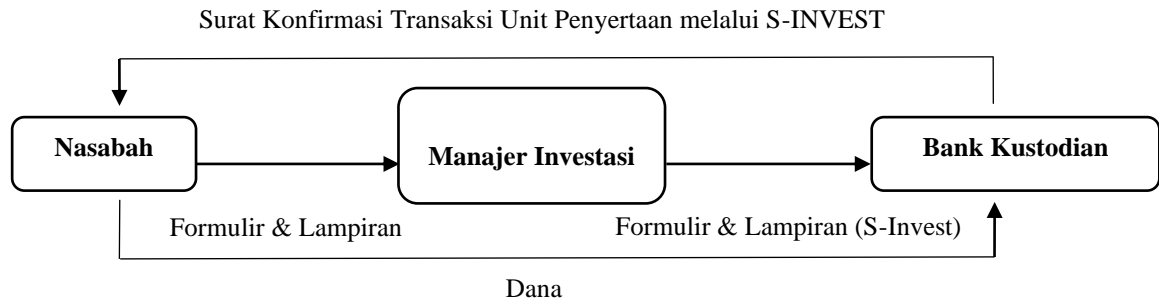 Surat Konfirmasi Transaksi Unit Penyertaan melalui S-INVEST
Nasabah
Manajer Investasi
Bank Kustodian
Formulir & Lampiran
Formulir & Lampiran (S-Invest)
Dana